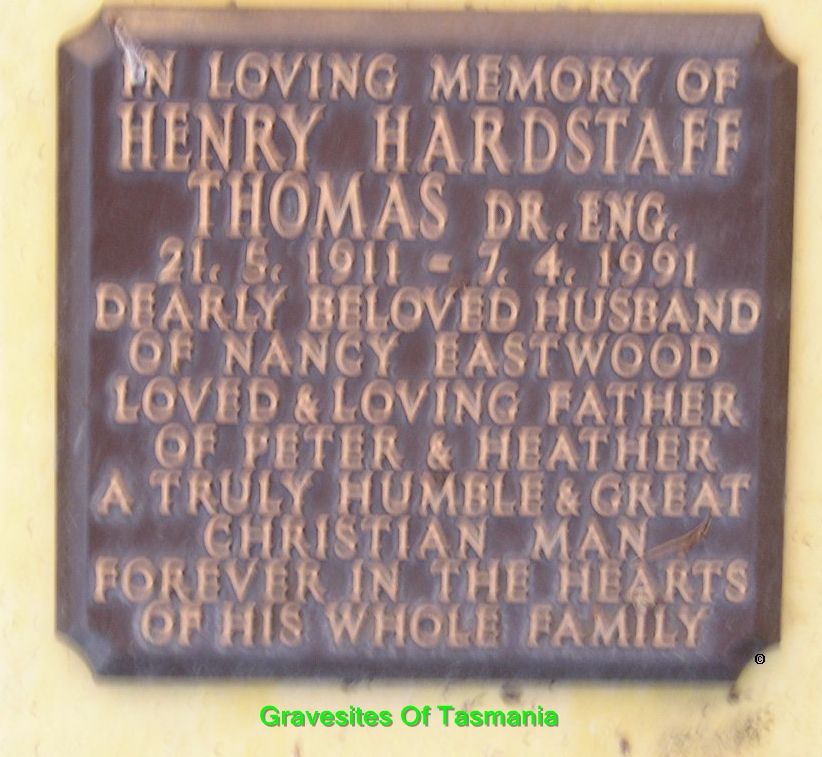 IN LOVING MEMORY OF
HENRY HARDSTAFF
THOMAS DR. ENG.
21. 5. 1911 - 7. 4. 1991
DEARLY BELOVED HUSBAND
OF NANCY EASTWOOD
LOVED & LOVING FATHER
OF PETER & HEATHER
A TRULY HUMBLE & GREAT
CHRISTIAN MAN
FOREVER IN THE HEARTS
OF HIS WHOLE FAMILY
©
Gravesites Of Tasmania